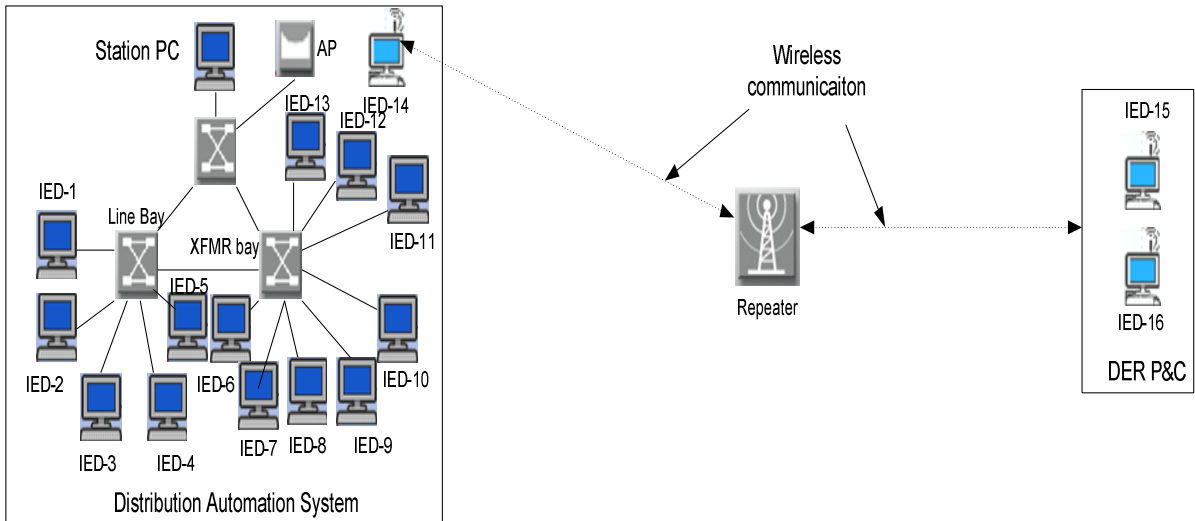 Station PC
AP
IED-13
IED-14
IED-12
Wireless
communicaiton
IED-15
IED-1
Line Bay
XFMR bay
IED-11
IED-5
Repeater
IED-16
IED-2
IED-6
IED-10
DER P&C
IED-3
IED-4
IED-7
IED-8
IED-9
Distribution Automation System